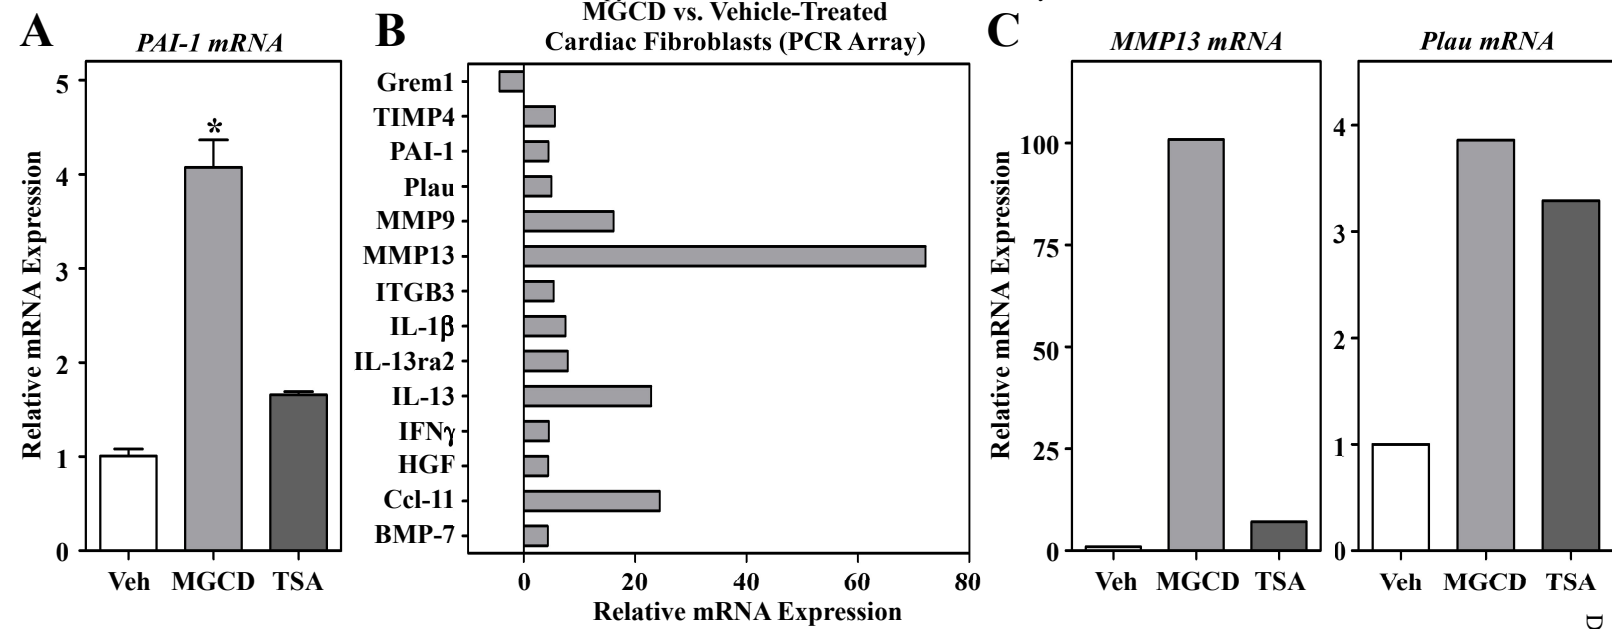 A
PAI-1 mRNA
Relative mRNA Expression
5
4
3
2
1
0
*
Veh MGCD TSA
B
MGCD vs. Vehicle-Treated
Cardiac Fibroblasts (PCR Array)
Grem1
TIMP4
PAI-1
Plau
MMP9
MMP13
ITGB3
IL-1β
IL-13ra2
IL-13
IFNγ
HGF
Ccl-11
BMP-7
0 20 40 60 80
Relative mRNA Expression
C
MMP13 mRNA
Relative mRNA Expression
100
75
50
25
0
Veh MGCD TSA
Plau mRNA
4
3
2
1
0
Veh MGCD TSA
D